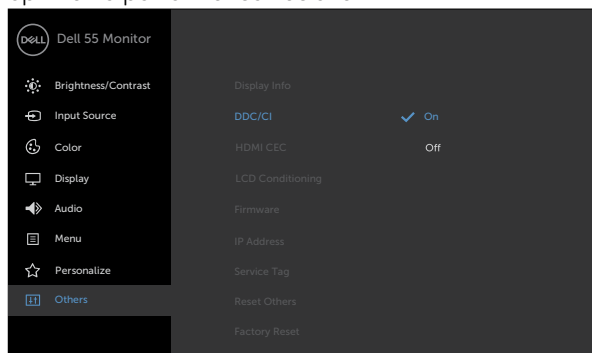 DELL
Dell 55 Monitor
Brightness/Contrast
Input Source
Color
Display
Audio
Menu
Personalize
Others
Display Info
DDC/CI
On
HDMI CEC
Off
LCD Conditioning
Firmware
IP Address
Service Tag
Reset Others
Factory Reset